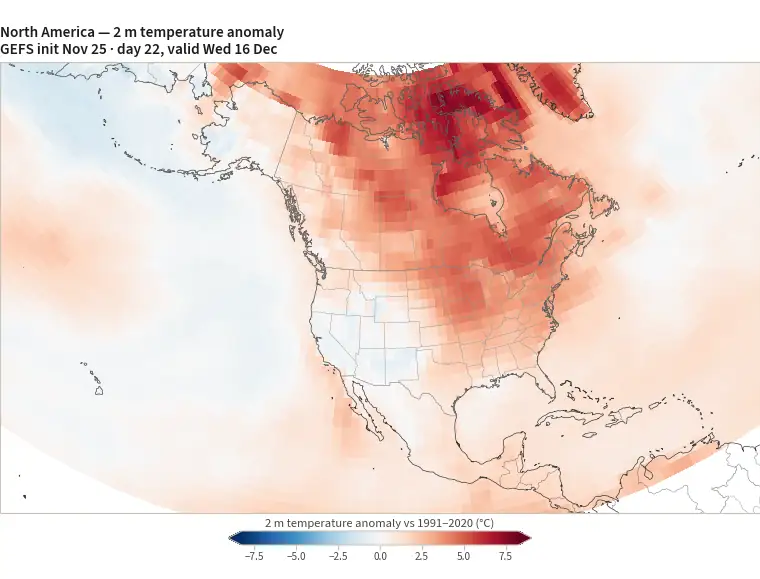 North America — 2 m temperature anomaly
GEFS init Nov 25 · day 22, valid Wed 16 Dec
2 m temperature anomaly vs 1991–2020 (°C)
−7.5 −5.0 −2.5 0.0 2.5 5.0 7.5